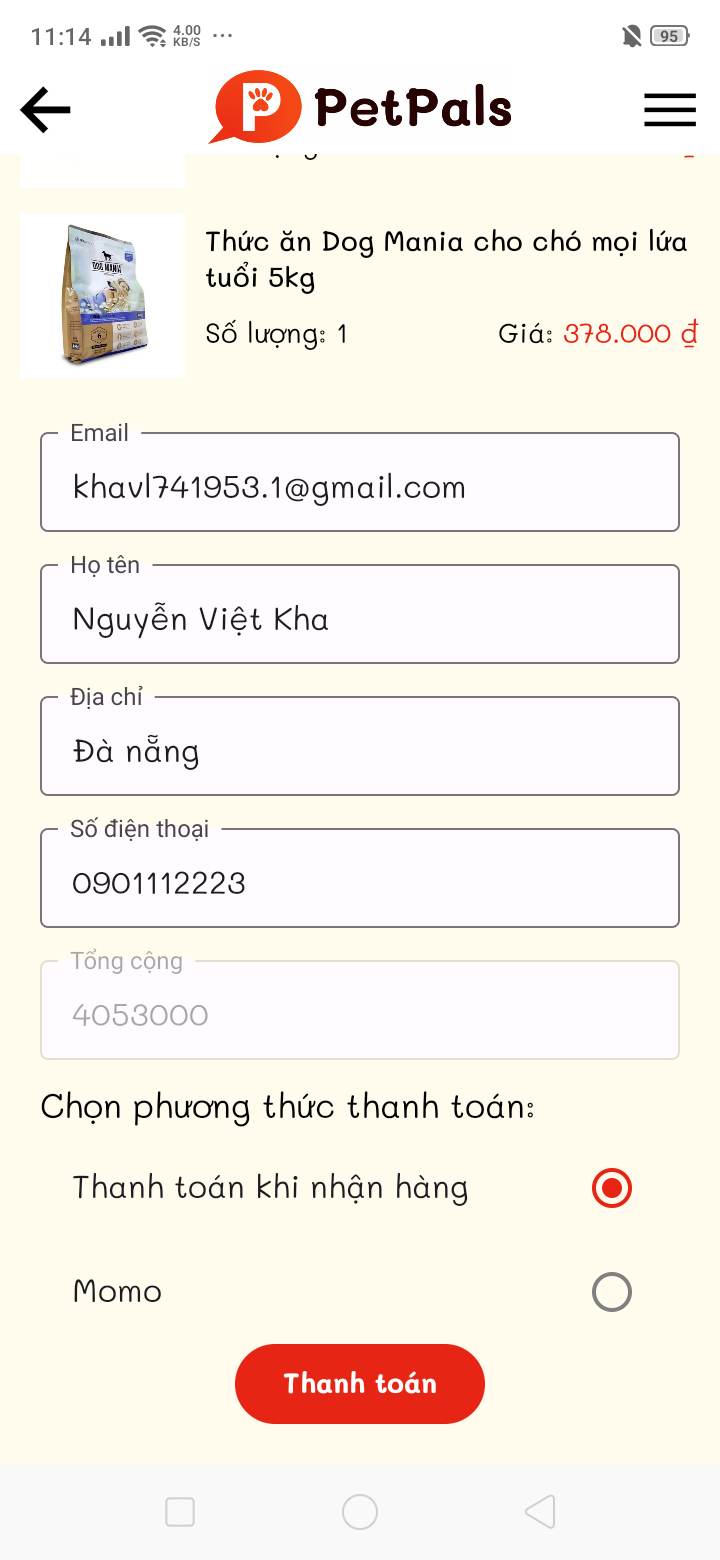 11:14 4.00 KB/S ... 95
PetPals
Thức ăn Dog Mania cho chó mọi lứa
tuổi 5kg
DOG MANIA
Số lượng: 1 Giá: 378.000 ₫
Email
khavl741953.1@gmail.com
Họ tên
Nguyễn Việt Kha
Địa chỉ
Đà nẵng
Số điện thoại
0901112223
Tổng cộng
4053000
Chọn phương thức thanh toán:
Thanh toán khi nhận hàng
Momo
Thanh toán